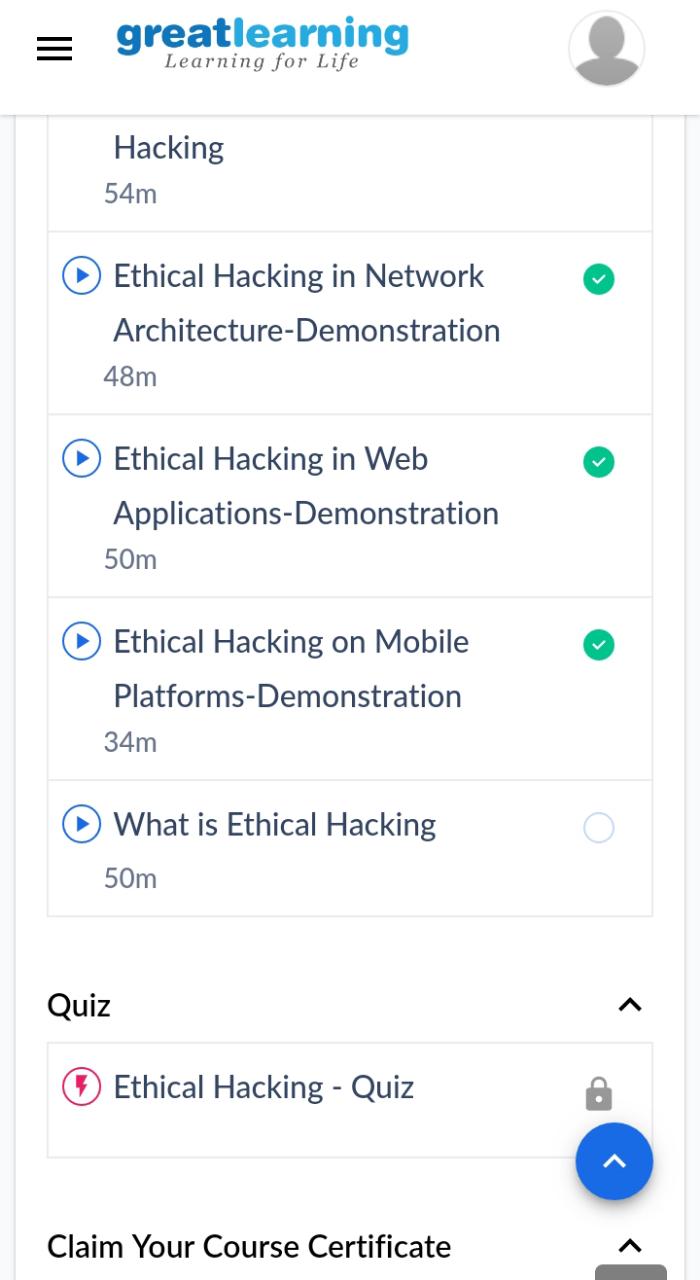 greatlearning
Learning for Life
Hacking
54m
Ethical Hacking in Network
Architecture-Demonstration
48m
Ethical Hacking in Web
Applications-Demonstration
50m
Ethical Hacking on Mobile
Platforms-Demonstration
34m
What is Ethical Hacking
50m
Quiz
Ethical Hacking - Quiz
Claim Your Course Certificate